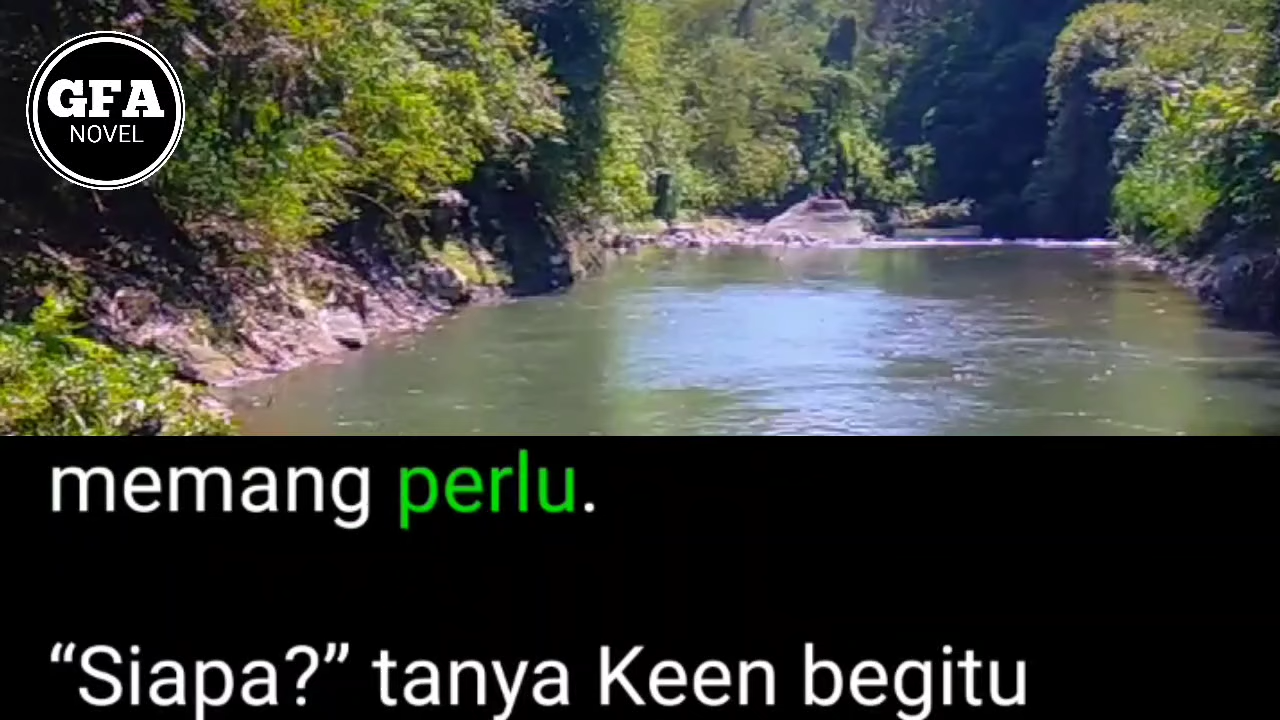 GFA
NOVEL
memang perlu.
“Siapa?” tanya Keen begitu